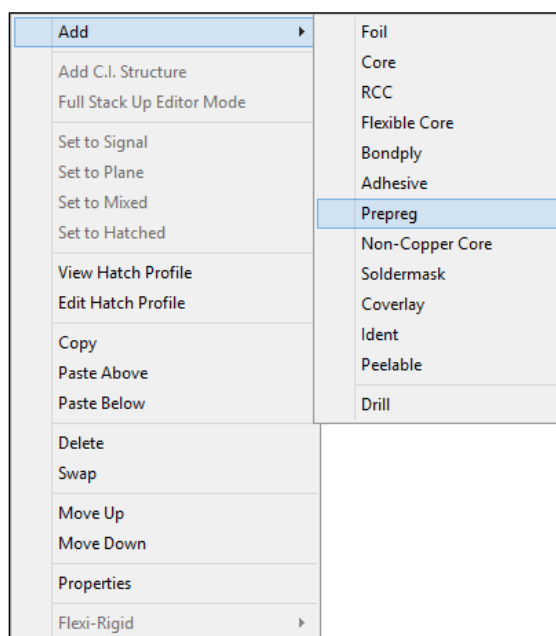 Add
Add C.I. Structure
Full Stack Up Editor Mode
Set to Signal
Set to Plane
Set to Mixed
Set to Hatched
View Hatch Profile
Edit Hatch Profile
Copy
Paste Above
Paste Below
Delete
Swap
Move Up
Move Down
Properties
Flexi-Rigid
Foil
Core
RCC
Flexible Core
Bondply
Adhesive
Prepreg
Non-Copper Core
Soldermask
Coverlay
Ident
Peelable
Drill